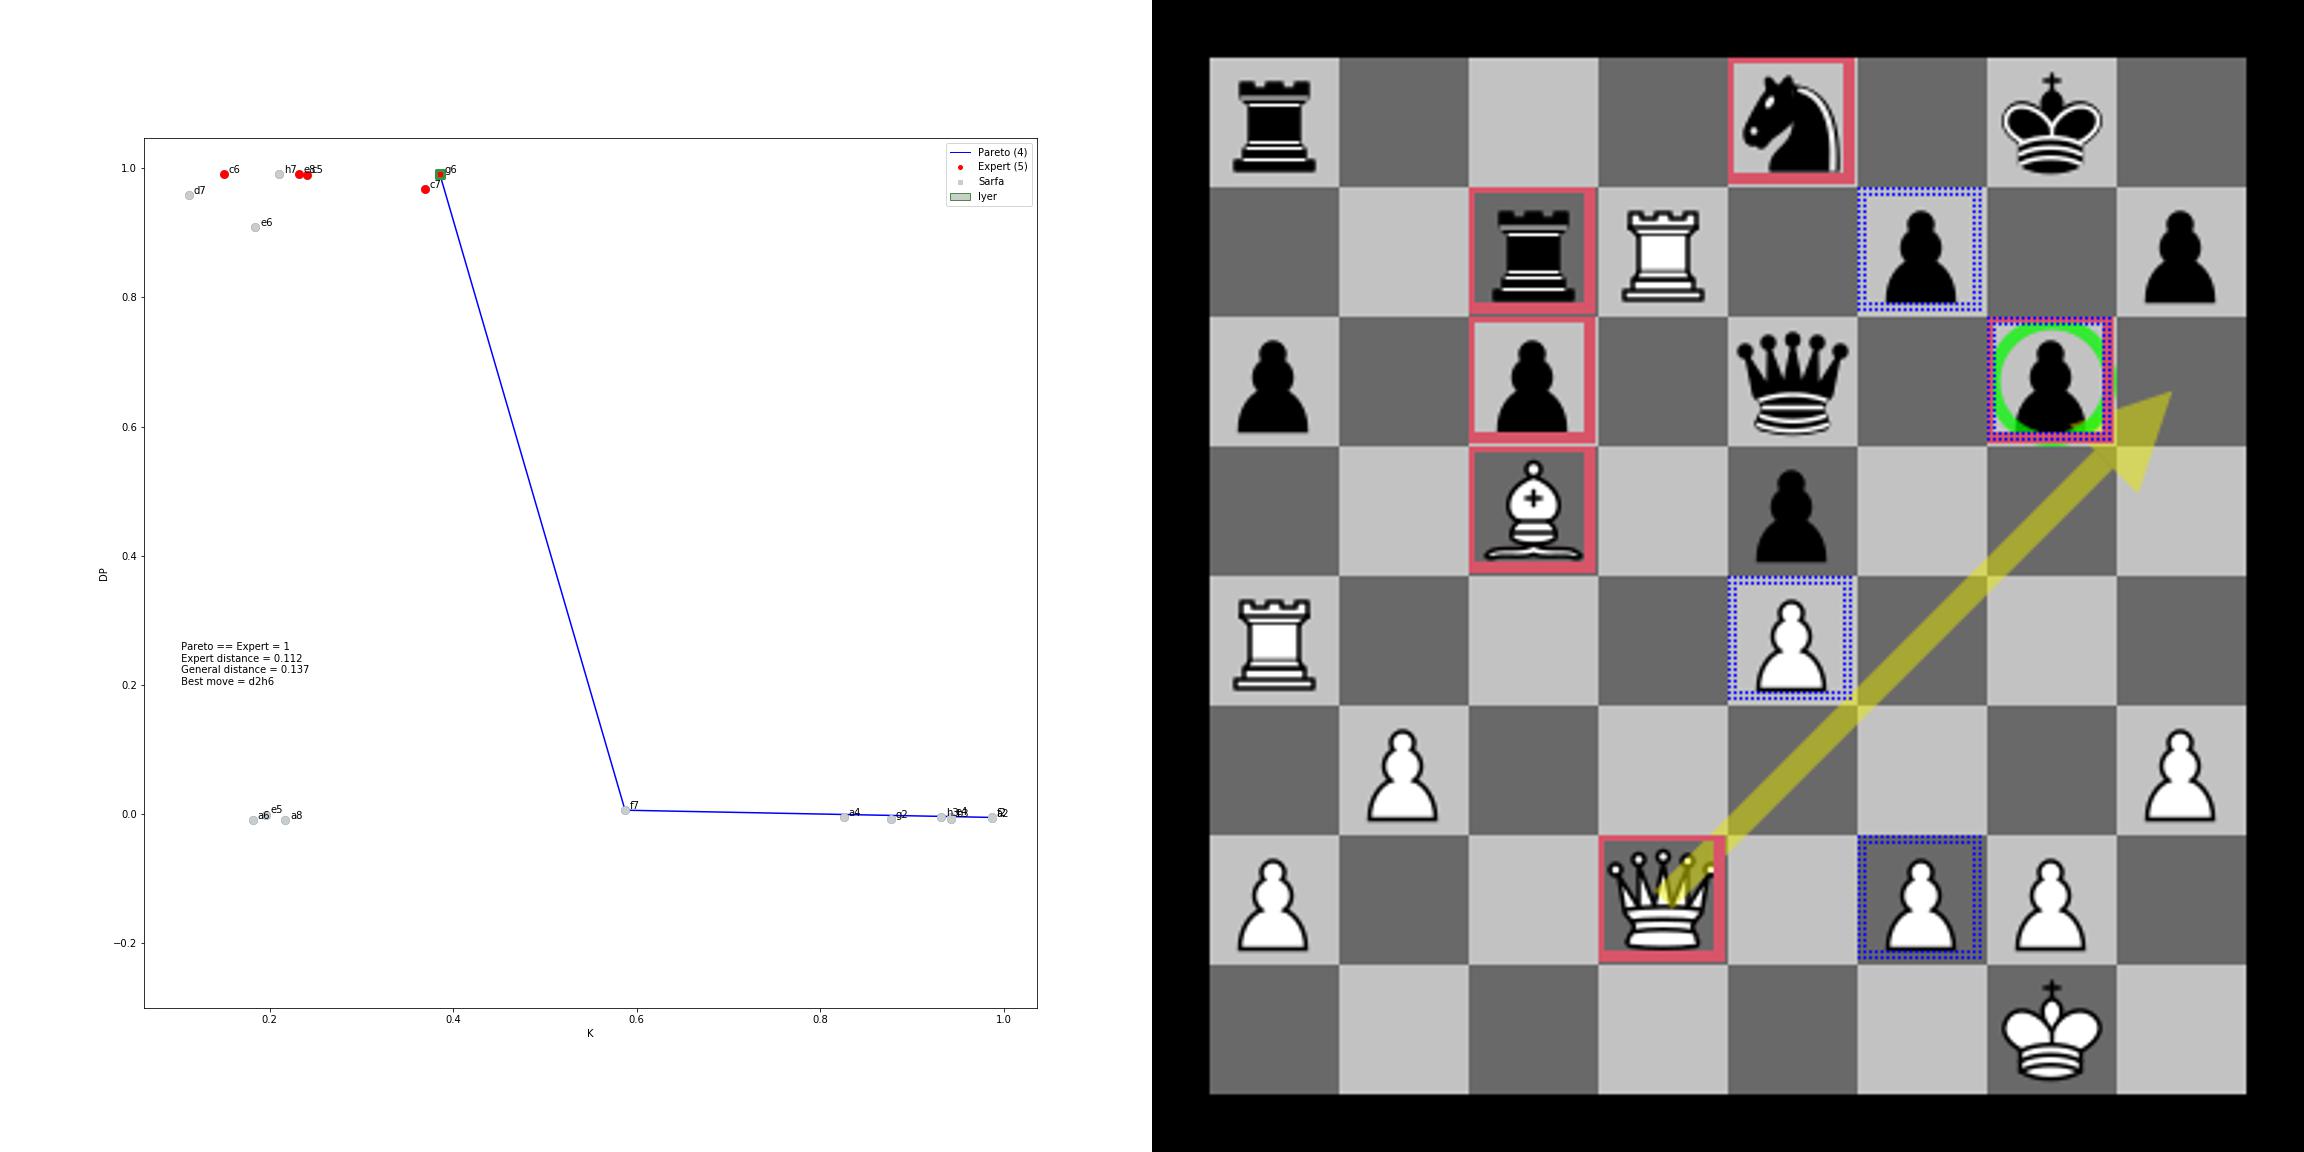 1.0
0.8
0.6
0.4
0.2
0.0
−0.2
DP
0.2
0.4
0.6
0.8
1.0
K
Pareto (4)
Expert (5)
Sarfa
Iyer
c6
h7
g6
c7
d7
e6
Pareto == Expert = 1
Expert distance = 0.112
General distance = 0.137
Best move = d2h6
f7
e5
a6
a8
a4
g2